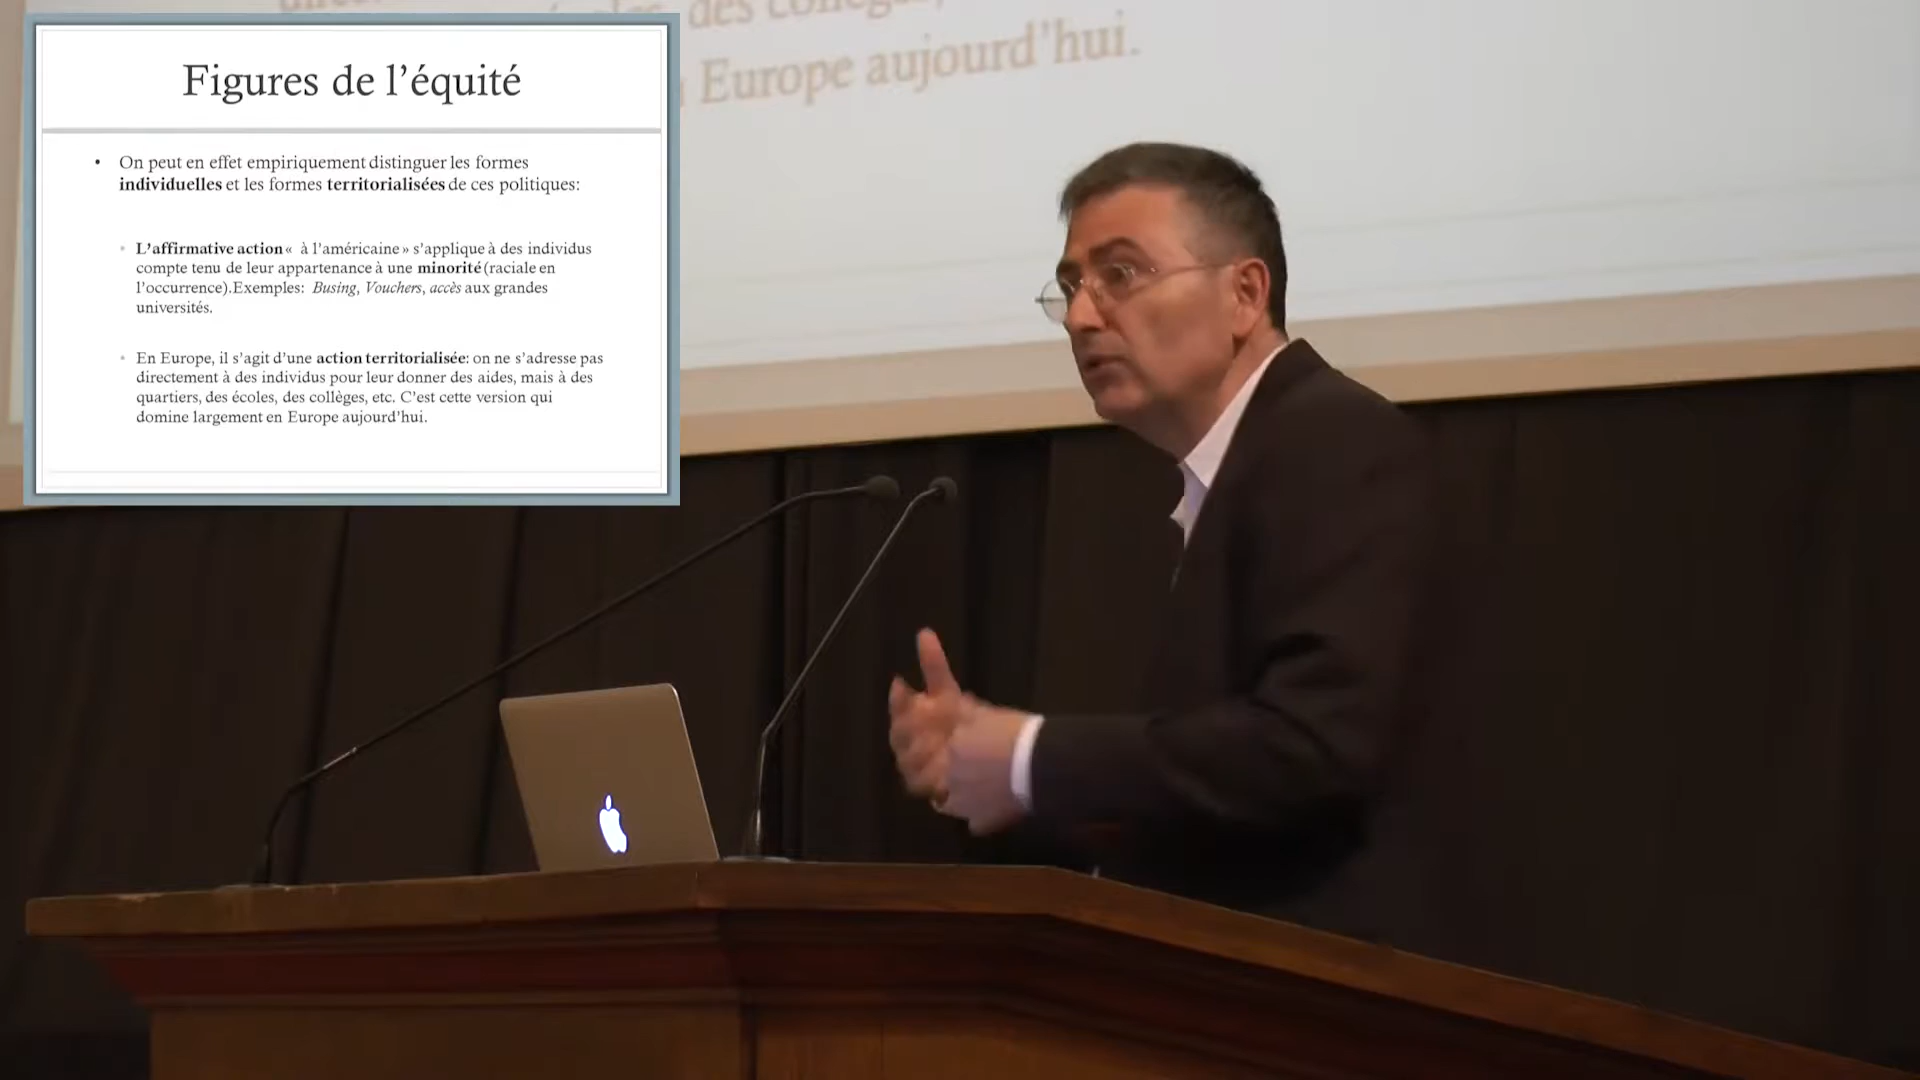 Figures de l'équité
• On peut en effet empiriquement distinguer les formes
individuelles et les formes territorialisées de ces politiques:
• L'affirmative action « à l'américaine » s'applique à des individus
compte tenu de leur appartenance à une minorité (raciale en
l'occurrence).Exemples: Busing, Vouchers, accès aux grandes
universités.
• En Europe, il s'agit d'une action territorialisée: on ne s'adresse pas
directement à des individus pour leur donner des aides, mais à des
quartiers, des écoles, des collèges, etc. C'est cette version qui
domine largement en Europe aujourd'hui.
des collèges,
Europe aujourd'hui.